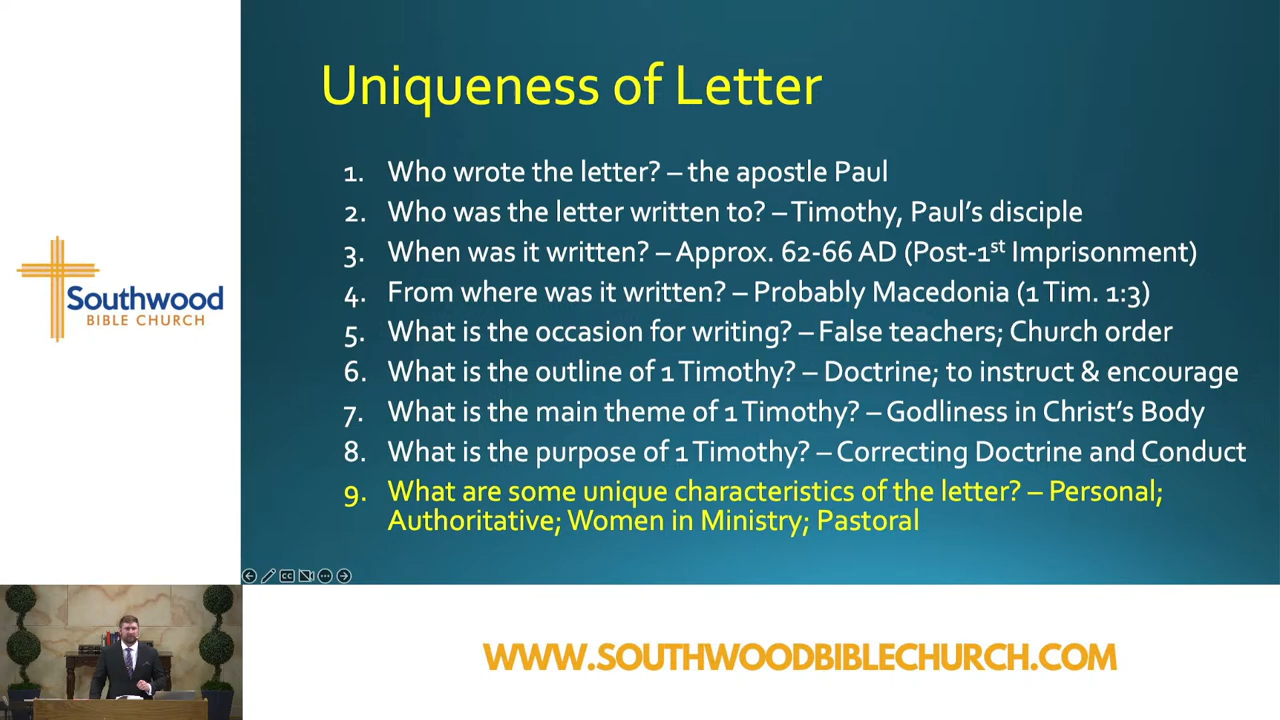 Uniqueness of Letter
1. Who wrote the letter? – the apostle Paul
2. Who was the letter written to? – Timothy, Paul’s disciple
3. When was it written? – Approx. 62-66 AD (Post-1st Imprisonment)
4. From where was it written? – Probably Macedonia (1 Tim. 1:3)
5. What is the occasion for writing? – False teachers; Church order
6. What is the outline of 1 Timothy? – Doctrine; to instruct & encourage
7. What is the main theme of 1 Timothy? – Godliness in Christ’s Body
8. What is the purpose of 1 Timothy? – Correcting Doctrine and Conduct
9. What are some unique characteristics of the letter? – Personal;
Authoritative; Women in Ministry; Pastoral
Southwood
BIBLE CHURCH
CC
WWW.SOUTHWOODBIBLECHURCH.COM